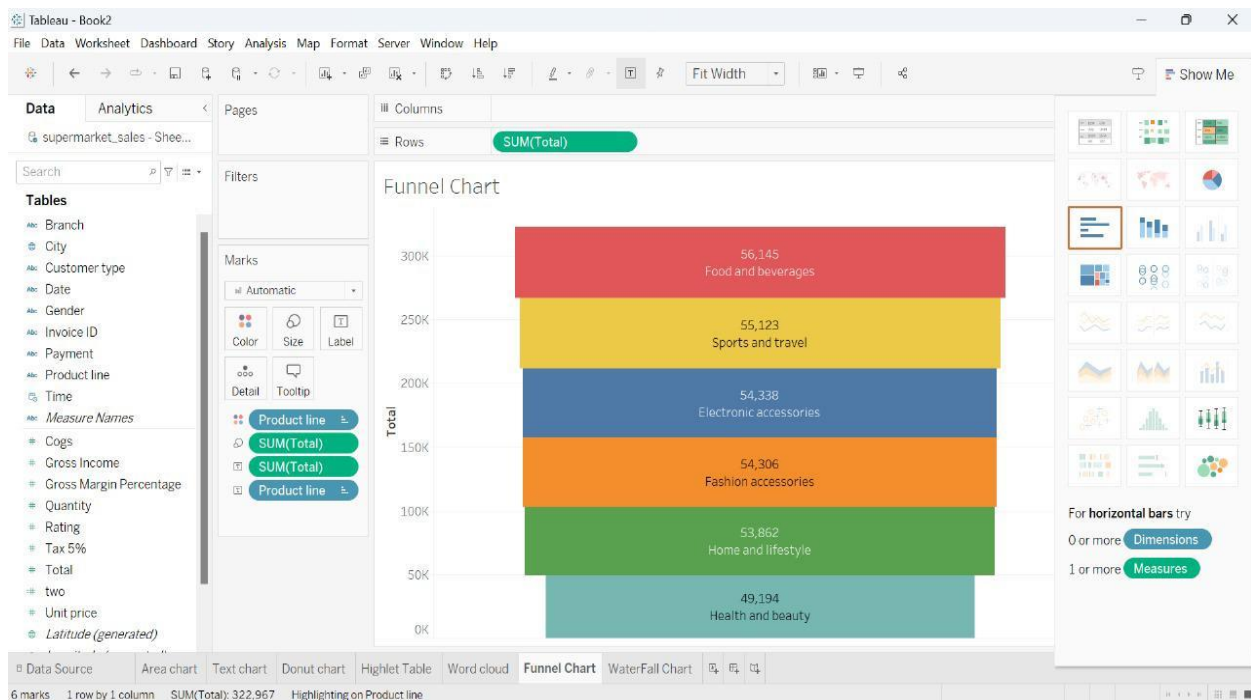 Tableau - Book2
File Data Worksheet Dashboard Story Analysis Map Format Server Window Help
Fit Width
Show Me
Data Analytics
supermarket_sales - Shee...
Search
Tables
Abc Branch
City
Abc Customer type
Abc Date
Abc Gender
Abc Invoice ID
Abc Payment
Abc Product line
Time
Abc Measure Names
# Cogs
# Gross Income
# Gross Margin Percentage
# Quantity
# Rating
# Tax 5%
# Total
two
# Unit price
Latitude (generated)
Pages
Filters
Marks
Automatic
Color Size Label
Detail Tooltip
Product line
SUM(Total)
SUM(Total)
Product line
Columns
Rows SUM(Total)
Funnel Chart
Total
300K
250K
200K
150K
100K
50K
0K
56,145
Food and beverages
55,123
Sports and travel
54,338
Electronic accessories
54,306
Fashion accessories
53,862
Home and lifestyle
49,194
Health and beauty
For horizontal bars try
0 or more Dimensions
1 or more Measures
Data Source Area chart Text chart Donut chart Highlet Table Word cloud Funnel Chart WaterFall Chart
6 marks 1 row by 1 column SUM(Total): 322,967 Highlighting on Product line